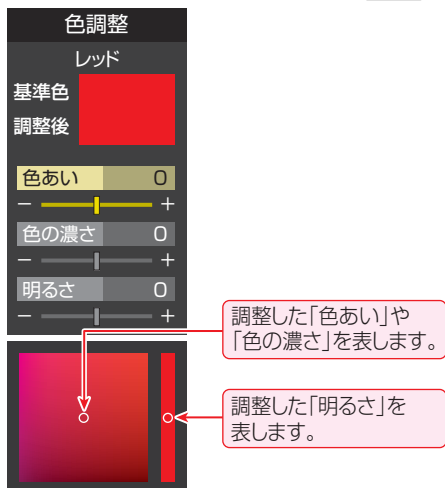 色調整
レッド
基準色
調整後
色あい 0
− +
色の濃さ 0
− +
明るさ 0
− +
調整した「色あい」や
「色の濃さ」を表します。
調整した「明るさ」を
表します。